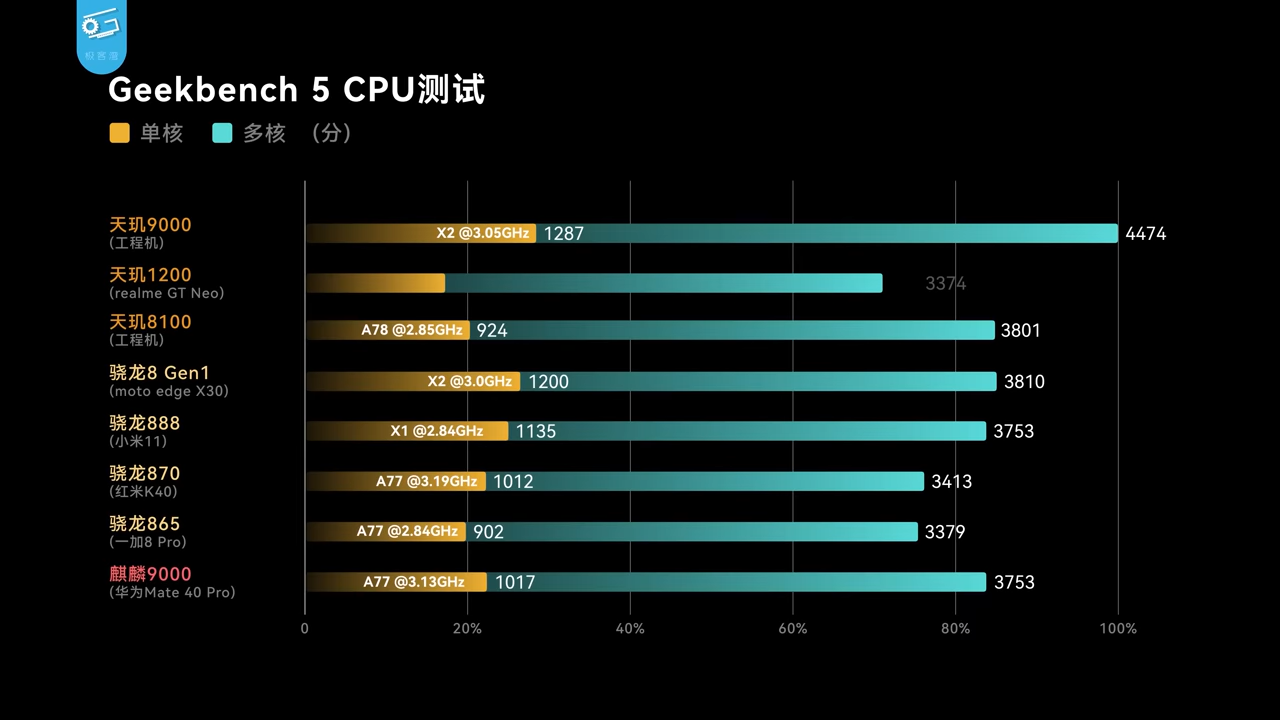 极客湾
Geekbench 5 CPU测试
单核 多核 （分）
天玑9000
(工程机)
X2 @3.05GHz 1287 4474
天玑1200
(realme GT Neo)
3374
天玑8100
(工程机)
A78 @2.85GHz 924 3801
骁龙8 Gen1
(moto edge X30)
X2 @3.0GHz 1200 3810
骁龙888
(小米11)
X1 @2.84GHz 1135 3753
骁龙870
(红米K40)
A77 @3.19GHz 1012 3413
骁龙865
(一加8 Pro)
A77 @2.84GHz 902 3379
麒麟9000
(华为Mate 40 Pro)
A77 @3.13GHz 1017 3753
0 20% 40% 60% 80% 100%